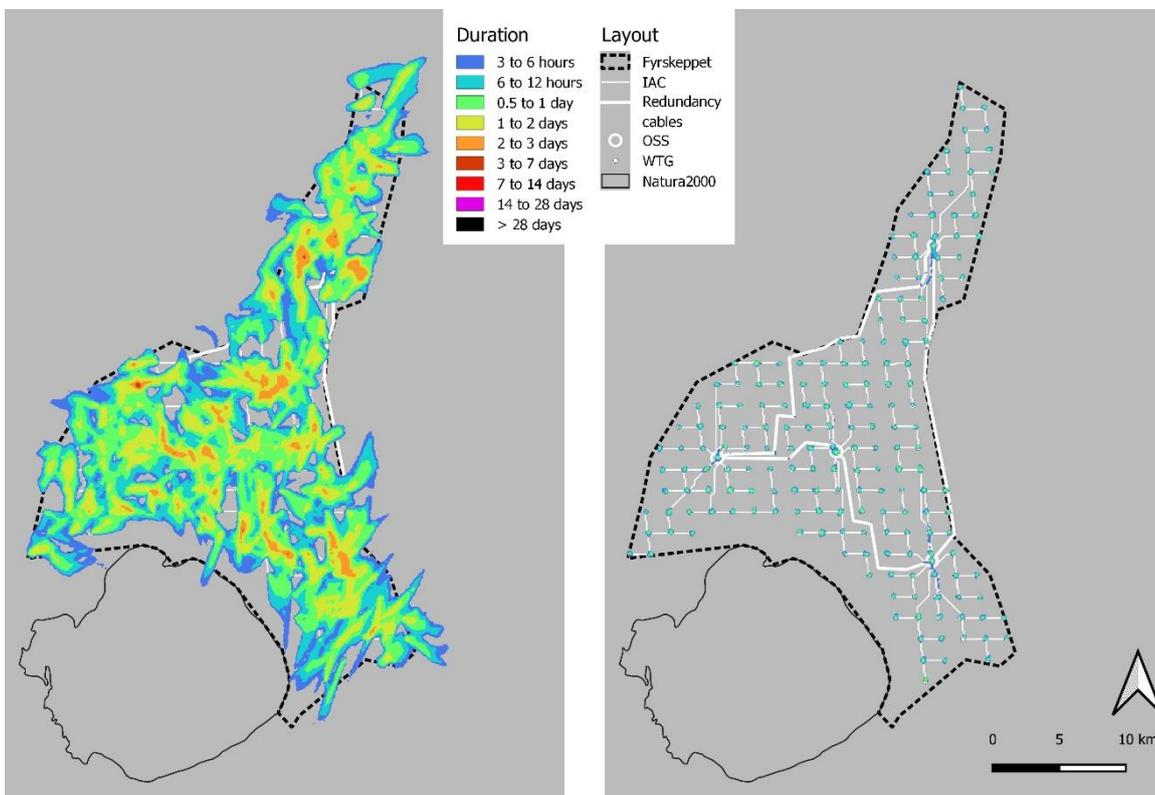 Duration
3 to 6 hours
6 to 12 hours
0.5 to 1 day
1 to 2 days
2 to 3 days
3 to 7 days
7 to 14 days
14 to 28 days
> 28 days
Layout
Fyrskeppet
IAC
Redundancy
cables
OSS
WTG
Natura2000
0 5 10 km